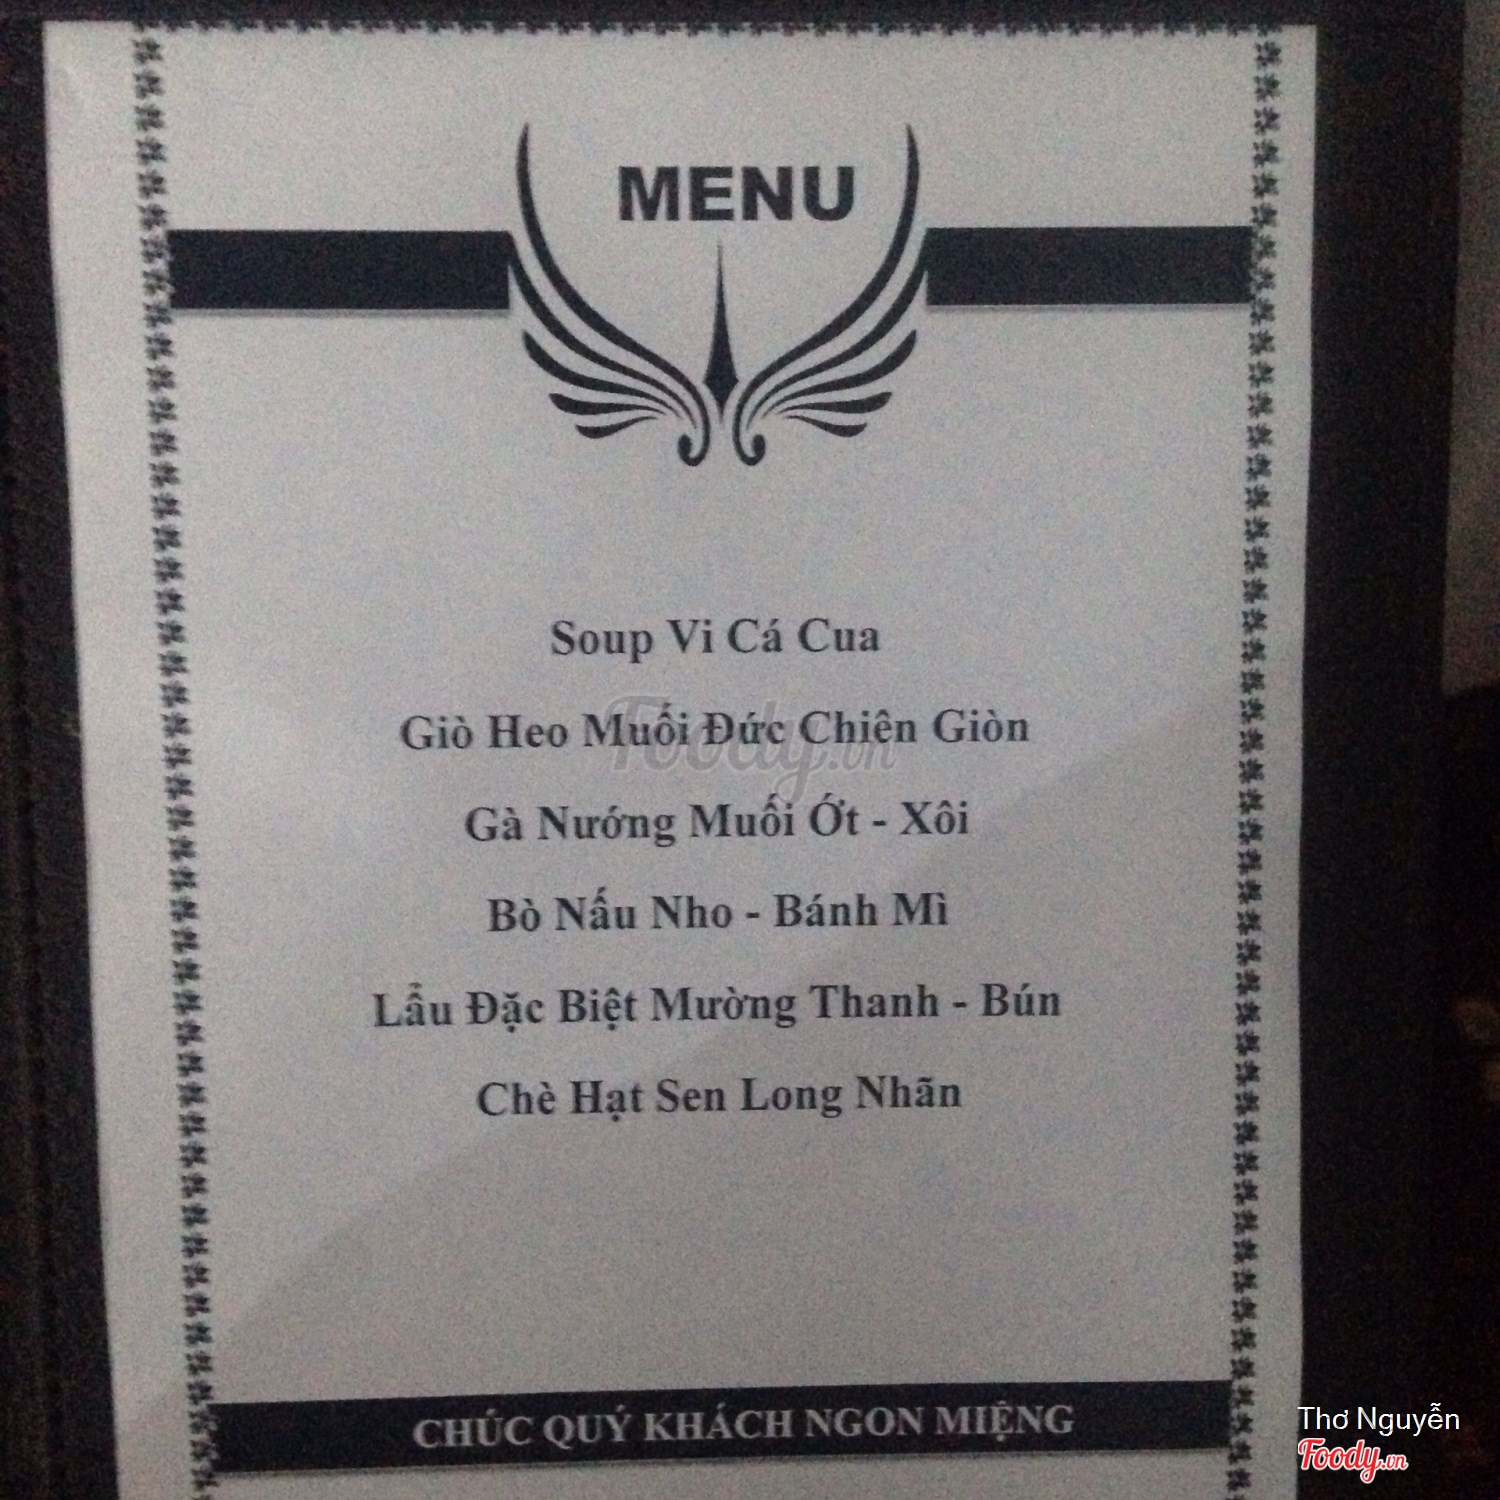 MENU
Soup Vi Cá Cua
Giò Heo Muối Đức Chiên Giòn
Gà Nướng Muối Ớt - Xôi
Bò Nấu Nho - Bánh Mì
Lẩu Đặc Biệt Mường Thanh - Bún
Chè Hạt Sen Long Nhãn
CHÚC QUÝ KHÁCH NGON MIỆNG
Foody.vn
Thơ Nguyễn
Foody.vn